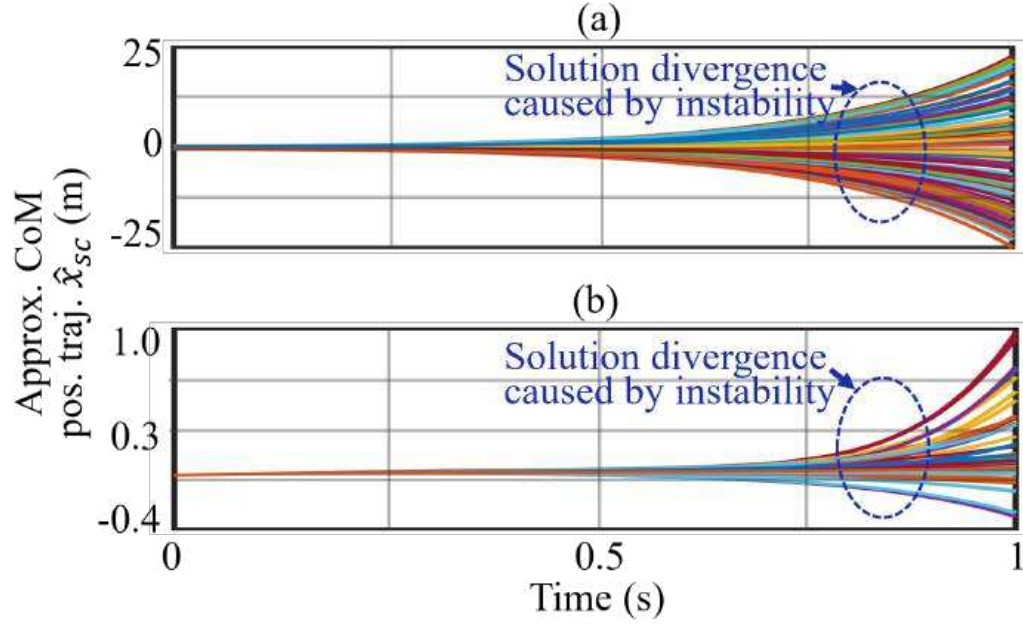 (a)
25
0
-25
Solution divergence
caused by instability
Approx. CoM
pos. traj. x̂ₛ꜀ (m)
(b)
1.0
0.3
-0.4
Solution divergence
caused by instability
0
0.5
1
Time (s)